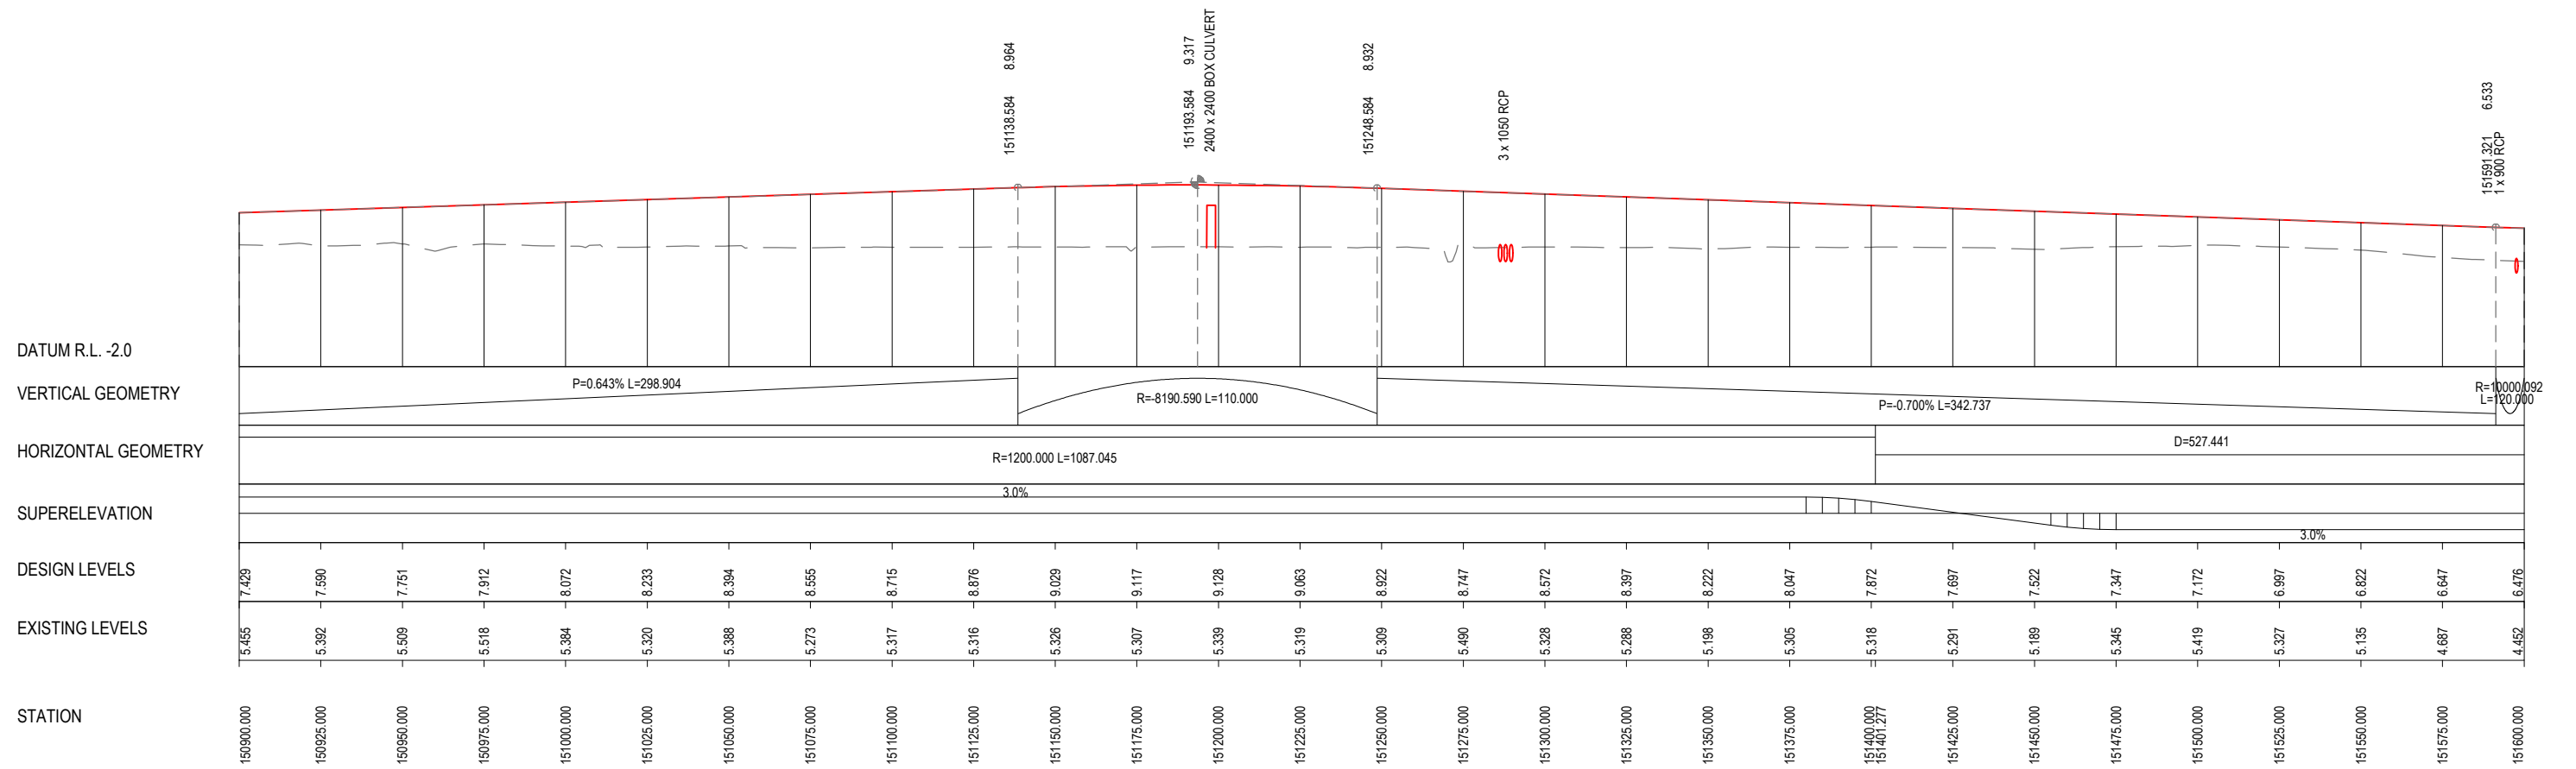 151138.584 8.964
151193.584 9.317
2400 x 2400 BOX CULVERT
151248.584 8.932
3 x 1050 RCP
151591.321 6.533
1 x 900 RCP
DATUM R.L. -2.0
VERTICAL GEOMETRY
P=0.643% L=298.904
R=-8190.590 L=110.000
P=-0.700% L=342.737
R=10000.092
L=120.000
HORIZONTAL GEOMETRY
R=1200.000 L=1087.045
D=527.441
SUPERELEVATION
3.0%
3.0%
DESIGN LEVELS
7.429 7.590 7.751 7.912 8.072 8.233 8.394 8.555 8.715 8.876 9.029 9.117 9.128 9.063 8.922 8.747 8.572 8.397 8.222 8.047 7.872 7.697 7.522 7.347 7.172 6.997 6.822 6.647 6.476
EXISTING LEVELS
5.455 5.392 5.509 5.518 5.384 5.320 5.388 5.273 5.317 5.316 5.326 5.307 5.339 5.319 5.309 5.490 5.328 5.288 5.198 5.305 5.318 5.291 5.189 5.345 5.419 5.327 5.135 4.687 4.452
STATION
150900.000 150925.000 150950.000 150975.000 151000.000 151025.000 151050.000 151075.000 151100.000 151125.000 151150.000 151175.000 151200.000 151225.000 151250.000 151275.000 151300.000 151325.000 151350.000 151375.000 151400.000 151401.277 151425.000 151450.000 151475.000 151500.000 151525.000 151550.000 151575.000 151600.000